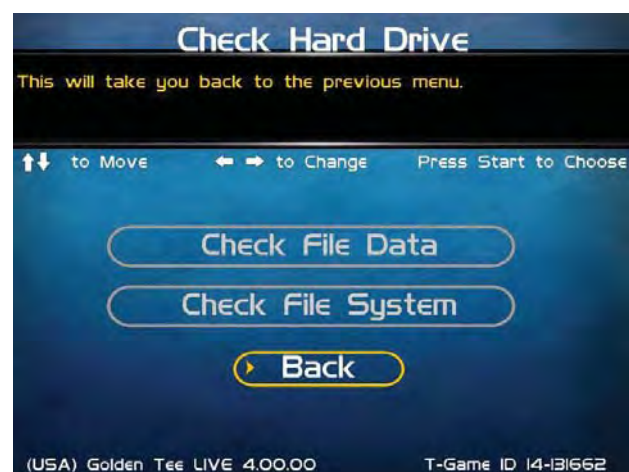 Check Hard Drive
This will take you back to the previous menu.
to Move to Change Press Start to Choose
Check File Data
Check File System
Back
(USA) Golden Tee LIVE 4.00.00 T-Game ID 14-131662